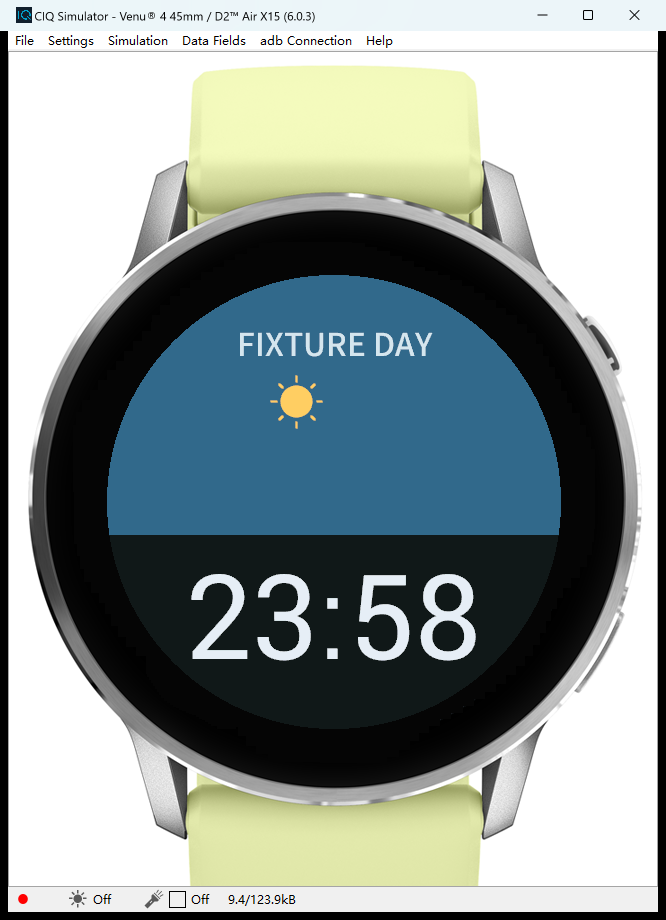 CIQ Simulator - Venu® 4 45mm / D2™ Air X15 (6.0.3)
File Settings Simulation Data Fields adb Connection Help
FIXTURE DAY
23:58
Off Off 9.4/123.9kB